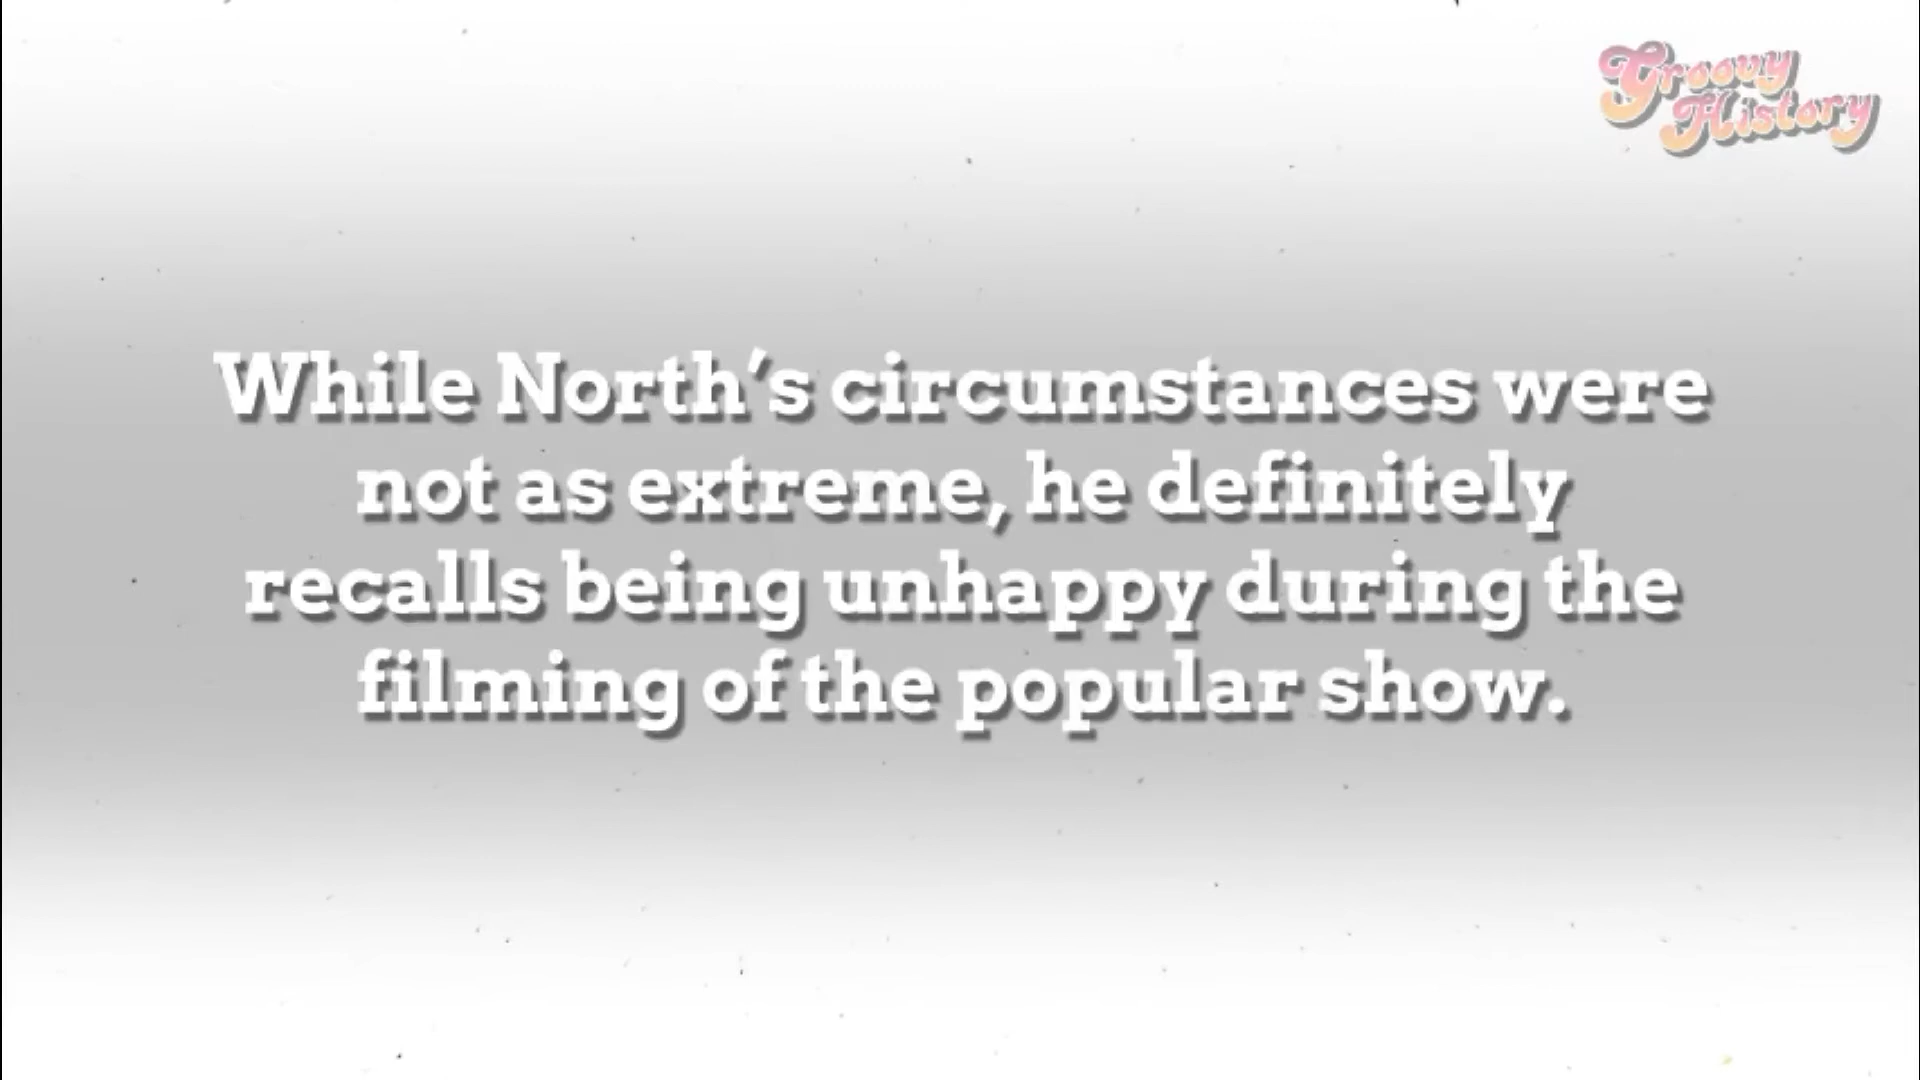 Groovy
History
While North's circumstances were
not as extreme, he definitely
recalls being unhappy during the
filming of the popular show.